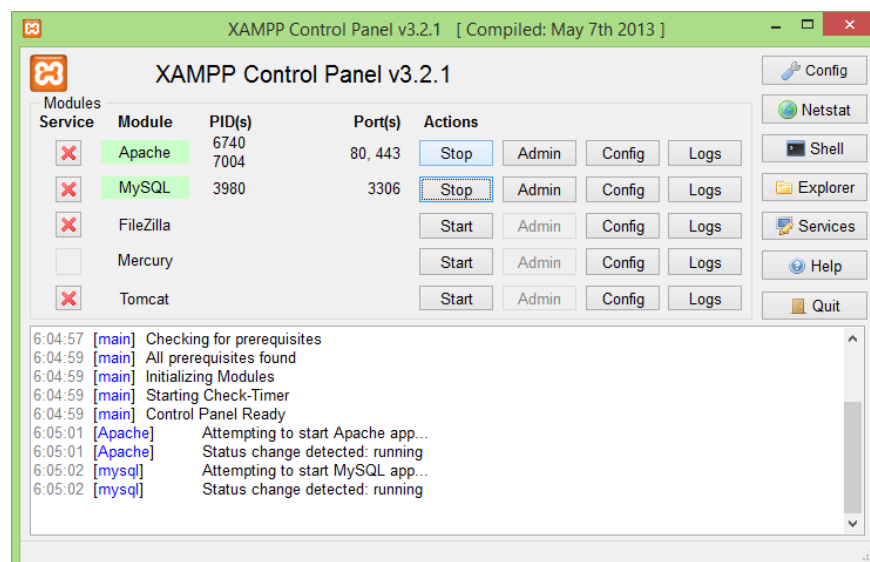 XAMPP Control Panel v3.2.1 [ Compiled: May 7th 2013 ]
XAMPP Control Panel v3.2.1
Config
Netstat
Shell
Explorer
Services
Help
Quit
Modules
Service Module PID(s) Port(s) Actions
Apache 6740 7004 80, 443 Stop Admin Config Logs
MySQL 3980 3306 Stop Admin Config Logs
FileZilla Start Admin Config Logs
Mercury Start Admin Config Logs
Tomcat Start Admin Config Logs
6:04:57 [main] Checking for prerequisites
6:04:59 [main] All prerequisites found
6:04:59 [main] Initializing Modules
6:04:59 [main] Starting Check-Timer
6:04:59 [main] Control Panel Ready
6:05:01 [Apache] Attempting to start Apache app...
6:05:01 [Apache] Status change detected: running
6:05:02 [mysql] Attempting to start MySQL app...
6:05:02 [mysql] Status change detected: running